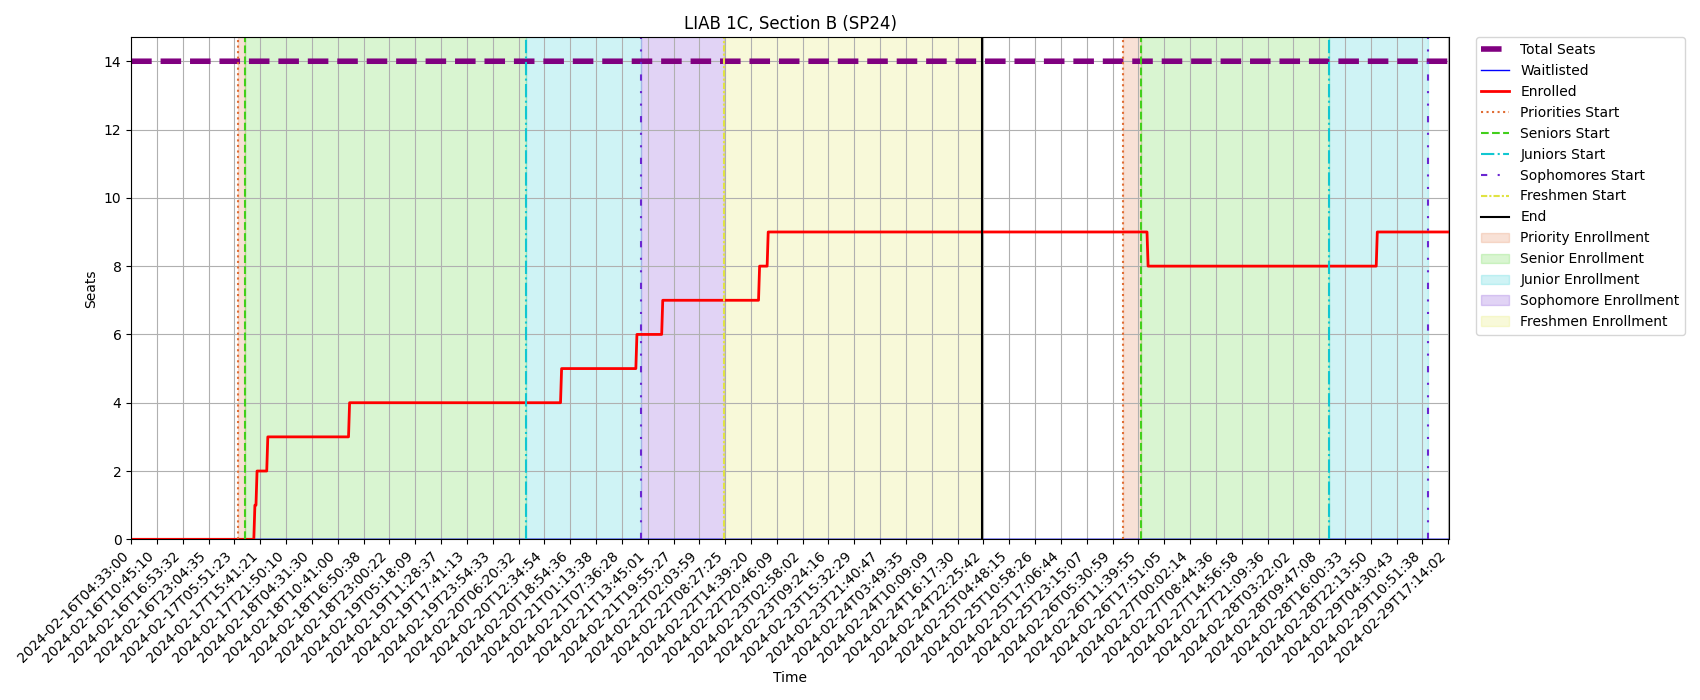 LIAB 1C, Section B (SP24)
Seats
14
12
10
8
6
4
2
0
2024-02-16T04:33:00
2024-02-16T10:45:10
2024-02-16T16:53:32
2024-02-16T23:04:35
2024-02-17T05:51:23
2024-02-17T15:41:21
2024-02-17T21:50:10
2024-02-18T04:31:30
2024-02-18T10:41:00
2024-02-18T16:50:38
2024-02-18T23:00:22
2024-02-19T05:18:09
2024-02-19T11:28:37
2024-02-19T17:41:13
2024-02-19T23:54:33
2024-02-20T06:20:32
2024-02-20T12:34:54
2024-02-20T18:54:36
2024-02-21T01:13:38
2024-02-21T07:36:28
2024-02-21T13:45:01
2024-02-21T19:55:27
2024-02-22T02:03:59
2024-02-22T08:27:25
2024-02-22T14:39:20
2024-02-22T20:46:09
2024-02-23T02:58:02
2024-02-23T09:24:16
2024-02-23T15:32:29
2024-02-23T21:40:47
2024-02-24T03:49:35
2024-02-24T10:09:09
2024-02-24T16:17:30
2024-02-24T22:25:42
2024-02-25T04:48:15
2024-02-25T10:58:26
2024-02-25T17:06:44
2024-02-25T23:15:07
2024-02-26T05:30:59
2024-02-26T11:39:55
2024-02-26T17:51:05
2024-02-27T00:02:14
2024-02-27T08:44:36
2024-02-27T14:56:58
2024-02-27T21:09:36
2024-02-28T03:22:02
2024-02-28T09:47:08
2024-02-28T16:00:33
2024-02-28T22:13:50
2024-02-29T04:30:43
2024-02-29T10:51:38
2024-02-29T17:14:02
Time
Total Seats
Waitlisted
Enrolled
Priorities Start
Seniors Start
Juniors Start
Sophomores Start
Freshmen Start
End
Priority Enrollment
Senior Enrollment
Junior Enrollment
Sophomore Enrollment
Freshmen Enrollment